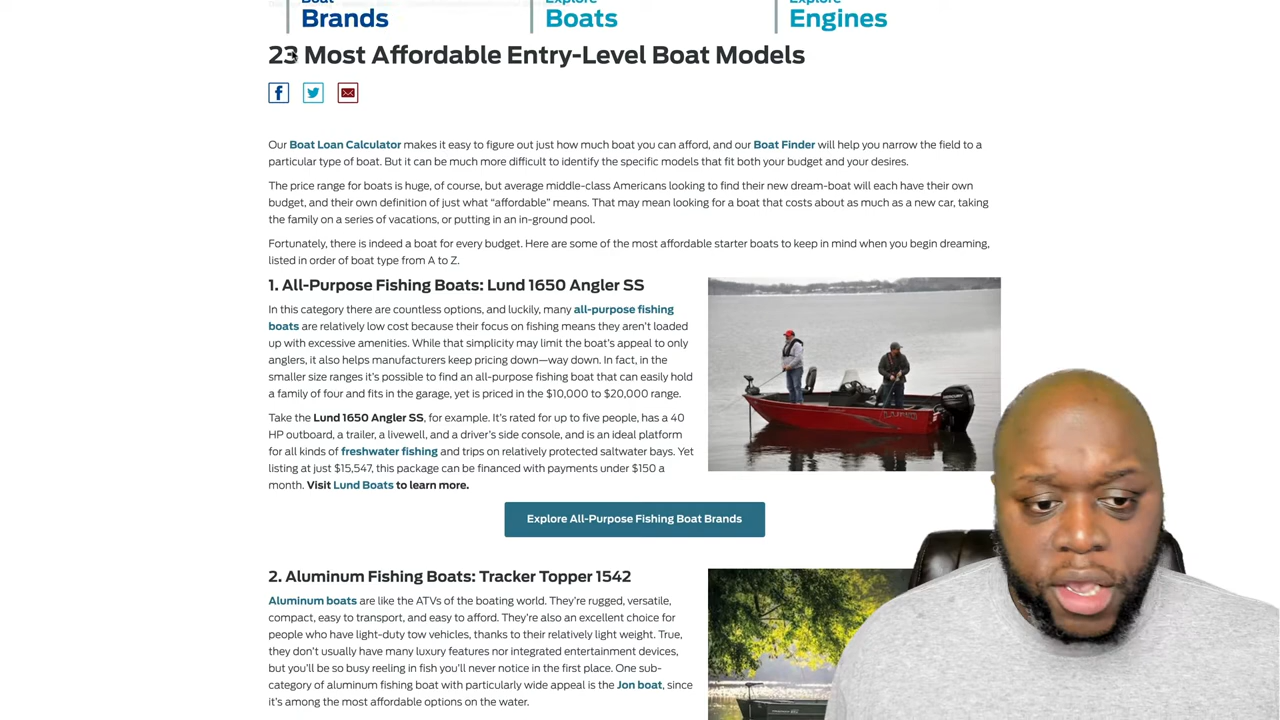 Boat
Brands
Explore
Boats
Explore
Engines
23 Most Affordable Entry-Level Boat Models
Our Boat Loan Calculator makes it easy to figure out just how much boat you can afford, and our Boat Finder will help you narrow the field to a
particular type of boat. But it can be much more difficult to identify the specific models that fit both your budget and your desires.
The price range for boats is huge, of course, but average middle-class Americans looking to find their new dream-boat will each have their own
budget, and their own definition of just what “affordable” means. That may mean looking for a boat that costs about as much as a new car, taking
the family on a series of vacations, or putting in an in-ground pool.
Fortunately, there is indeed a boat for every budget. Here are some of the most affordable starter boats to keep in mind when you begin dreaming,
listed in order of boat type from A to Z.
1. All-Purpose Fishing Boats: Lund 1650 Angler SS
In this category there are countless options, and luckily, many all-purpose fishing
boats are relatively low cost because their focus on fishing means they aren’t loaded
up with excessive amenities. While that simplicity may limit the boat’s appeal to only
anglers, it also helps manufacturers keep pricing down—way down. In fact, in the
smaller size ranges it’s possible to find an all-purpose fishing boat that can easily hold
a family of four and fits in the garage, yet is priced in the $10,000 to $20,000 range.
Take the Lund 1650 Angler SS, for example. It’s rated for up to five people, has a 40
HP outboard, a trailer, a livewell, and a driver’s side console, and is an ideal platform
for all kinds of freshwater fishing and trips on relatively protected saltwater bays. Yet
listing at just $15,547, this package can be financed with payments under $150 a
month. Visit Lund Boats to learn more.
Explore All-Purpose Fishing Boat Brands
2. Aluminum Fishing Boats: Tracker Topper 1542
Aluminum boats are like the ATVs of the boating world. They’re rugged, versatile,
compact, easy to transport, and easy to afford. They’re also an excellent choice for
people who have light-duty tow vehicles, thanks to their relatively light weight. True,
they don’t usually have many luxury features nor integrated entertainment devices,
but you’ll be so busy reeling in fish you’ll never notice in the first place. One sub-
category of aluminum fishing boat with particularly wide appeal is the Jon boat, since
it’s among the most affordable options on the water.